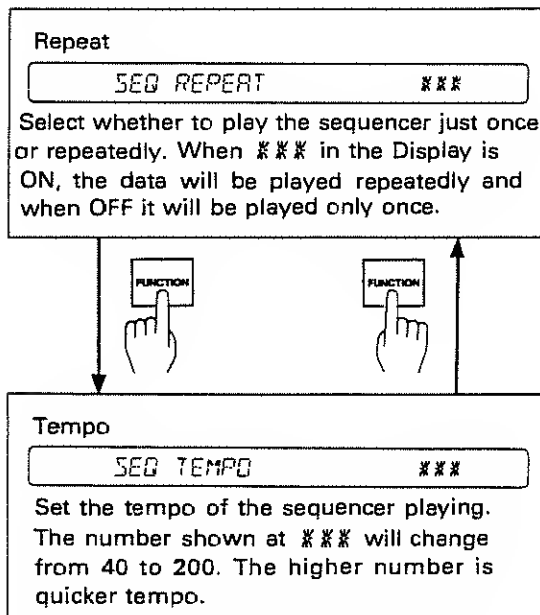 Repeat
SEQ REPEAT ***
Select whether to play the sequencer just once
or repeatedly. When *** in the Display is
ON, the data will be played repeatedly and
when OFF it will be played only once.
FUNCTION FUNCTION
Tempo
SEQ TEMPO ***
Set the tempo of the sequencer playing.
The number shown at *** will change
from 40 to 200. The higher number is
quicker tempo.